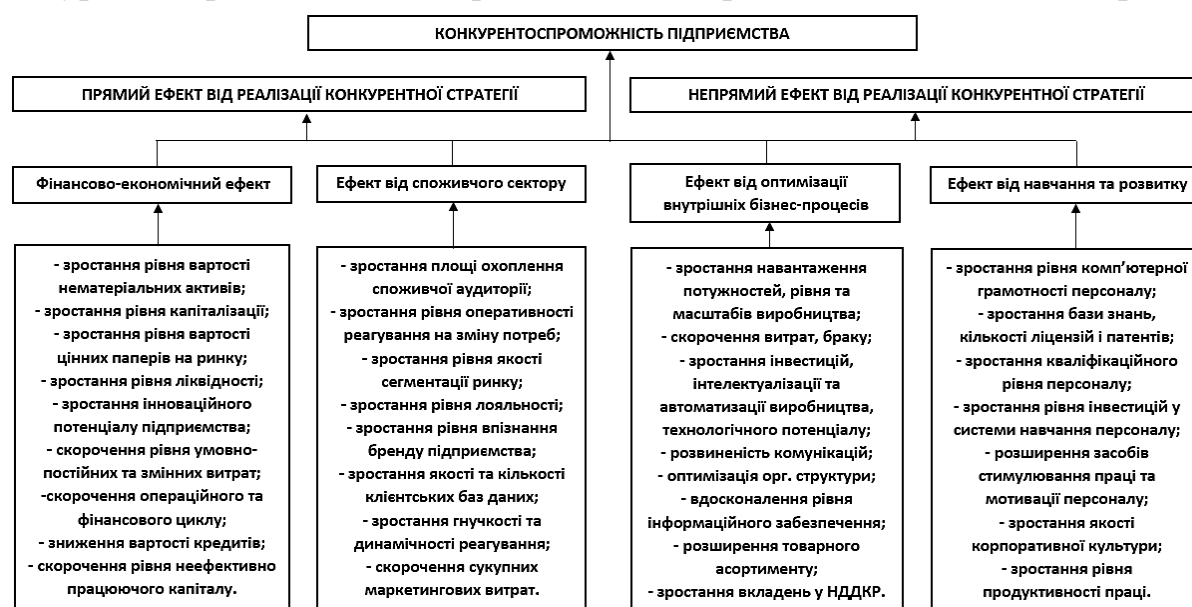 КОНКУРЕНТОСПРОМОЖНІСТЬ ПІДПРИЄМСТВА
ПРЯМИЙ ЕФЕКТ ВІД РЕАЛІЗАЦІЇ КОНКУРЕНТНОЇ СТРАТЕГІЇ
НЕПРЯМИЙ ЕФЕКТ ВІД РЕАЛІЗАЦІЇ КОНКУРЕНТНОЇ СТРАТЕГІЇ
Фінансово-економічний ефект
- зростання рівня вартості
нематеріальних активів;
- зростання рівня капіталізації;
- зростання рівня вартості
цінних паперів на ринку;
- зростання рівня ліквідності;
- зростання інноваційного
потенціалу підприємства;
- скорочення рівня умовно-
постійних та змінних витрат;
-скорочення операційного та
фінансового циклу;
- зниження вартості кредитів;
- скорочення рівня неефективно
працюючого капіталу.
Ефект від споживчого сектору
- зростання площі охоплення
споживчої аудиторії;
- зростання рівня оперативності
реагування на зміну потреб;
- зростання рівня якості
сегментації ринку;
- зростання рівня лояльності;
- зростання рівня впізнання
бренду підприємства;
- зростання якості та кількості
клієнтських баз даних;
- зростання гнучкості та
динамічності реагування;
- скорочення сукупних
маркетингових витрат.
Ефект від оптимізації
внутрішніх бізнес-процесів
- зростання навантаження
потужностей, рівня та
масштабів виробництва;
- скорочення витрат, браку;
- зростання інвестицій,
інтелектуалізації та
автоматизації виробництва,
технологічного потенціалу;
- розвиненість комунікацій;
- оптимізація орг. структури;
- вдосконалення рівня
інформаційного забезпечення;
- розширення товарного
асортименту;
- зростання вкладень у НДДКР.
Ефект від навчання та розвитку
- зростання рівня комп’ютерної
грамотності персоналу;
- зростання бази знань,
кількості ліцензій і патентів;
- зростання кваліфікаційного
рівня персоналу;
- зростання рівня інвестицій у
системи навчання персоналу;
- розширення засобів
стимулювання праці та
мотивації персоналу;
- зростання якості
корпоративної культури;
- зростання рівня
продуктивності праці.